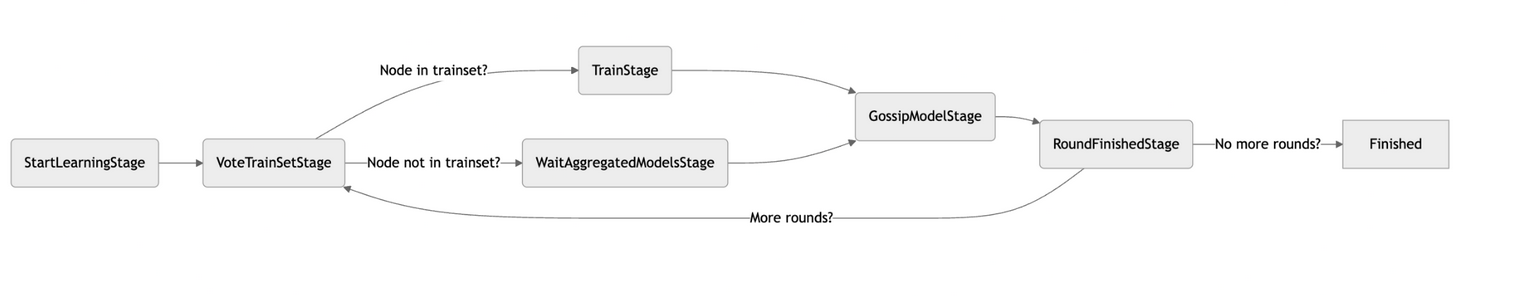 Node in trainset?
TrainStage
GossipModelStage
StartLearningStage
VoteTrainSetStage
Node not in trainset?
WaitAggregatedModelsStage
RoundFinishedStage
No more rounds?
Finished
More rounds?